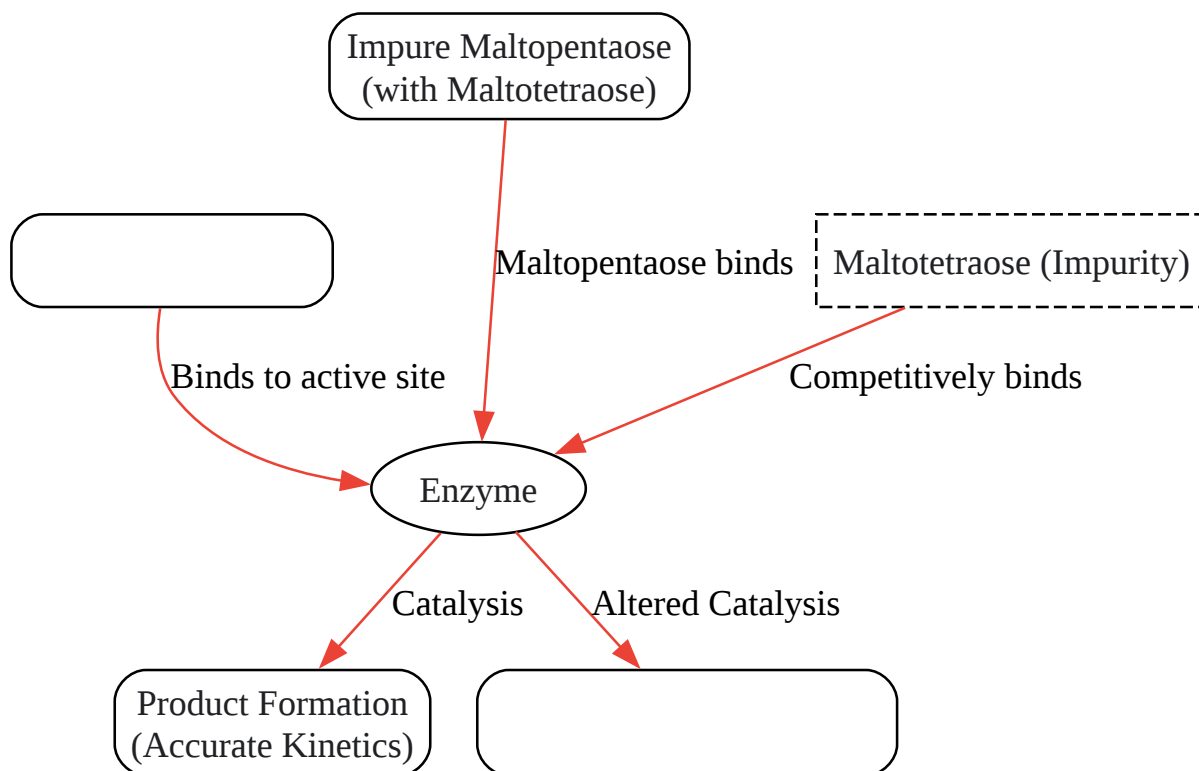 Impure Maltopentaose
(with Maltotetraose)
Maltopentaose binds
Maltotetraose (Impurity)
Binds to active site
Competitively binds
Enzyme
Catalysis
Altered Catalysis
Product Formation
(Accurate Kinetics)